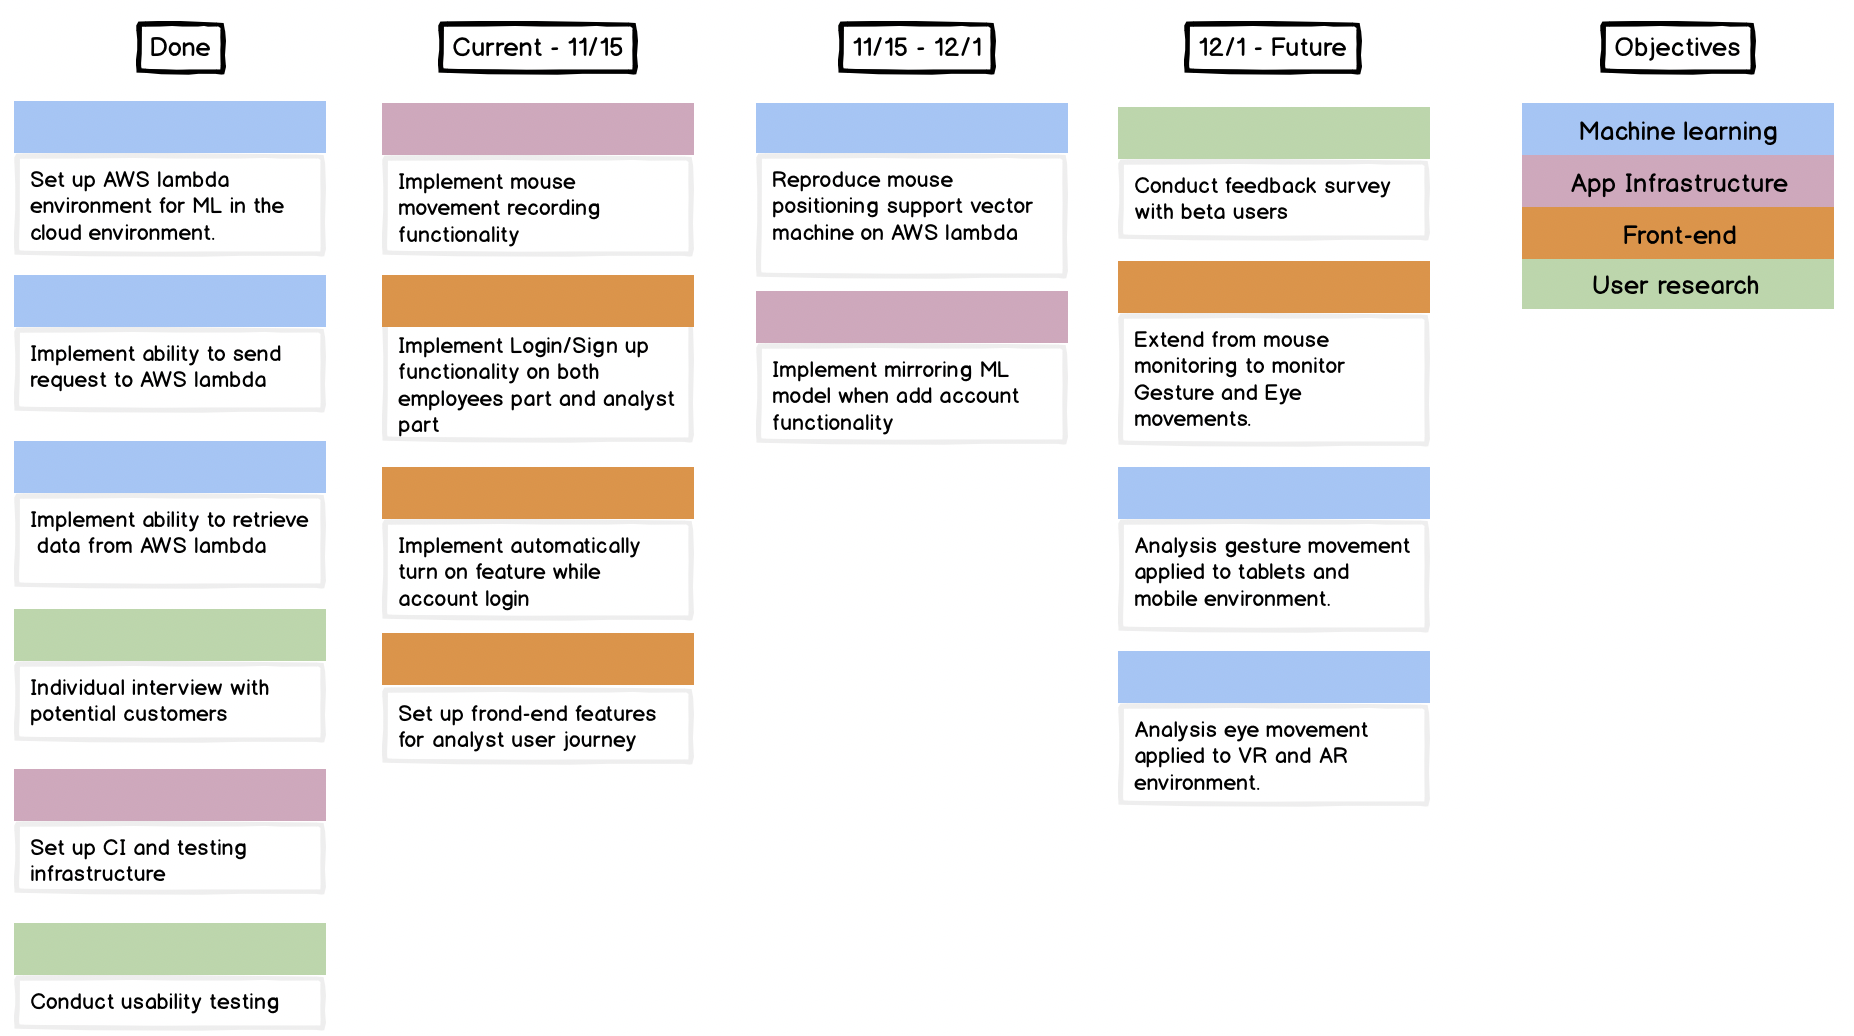 Done
Set up AWS lambda
environment for ML in the
cloud environment.
Implement ability to send
request to AWS lambda
Implement ability to retrieve
data from AWS lambda
Individual interview with
potential customers
Set up CI and testing
infrastructure
Conduct usability testing
Current - 11/15
Implement mouse
movement recording
functionality
Implement Login/Sign up
functionality on both
employees part and analyst
part
Implement automatically
turn on feature while
account login
Set up frond-end features
for analyst user journey
11/15 - 12/1
Reproduce mouse
positioning support vector
machine on AWS lambda
Implement mirroring ML
model when add account
functionality
12/1 - Future
Conduct feedback survey
with beta users
Extend from mouse
monitoring to monitor
Gesture and Eye
movements.
Analysis gesture movement
applied to tablets and
mobile environment.
Analysis eye movement
applied to VR and AR
environment.
Objectives
Machine learning
App Infrastructure
Front-end
User research